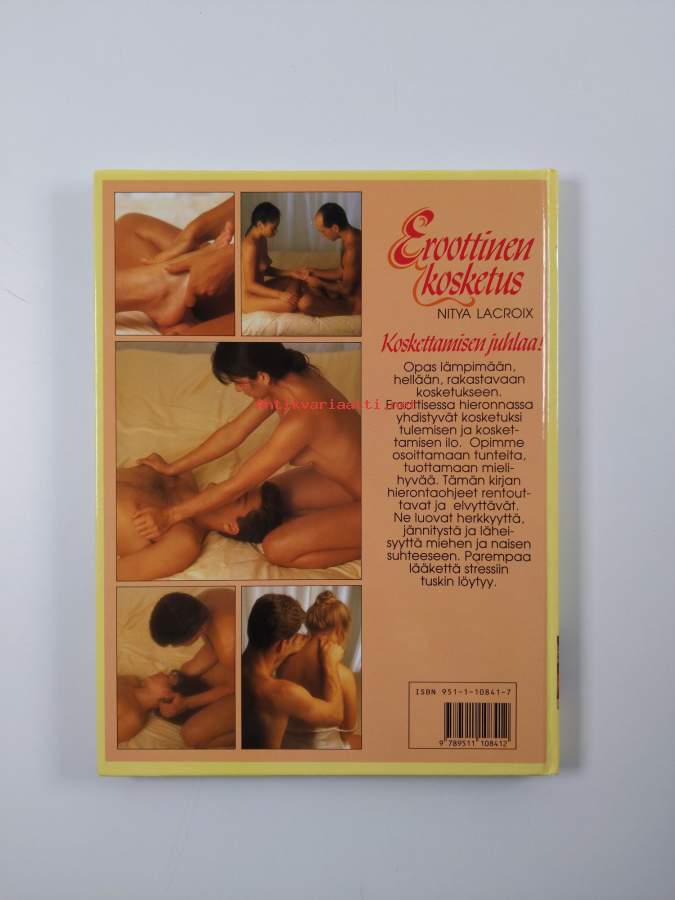 Eroottinen
kosketus
NITYA LACROIX
Koskettamisen juhlaa!
Opas lämpimään,
hellään, rakastavaan
kosketukseen.
Eroottisessa hieronnassa
yhdistyvät kosketuksi
tulemisen ja kosket-
tamisen ilo. Opimme
osoittamaan tunteita,
tuottamaan mieli-
hyvää. Tämän kirjan
hierontaohjeet rentout-
tavat ja elvyttävät.
Ne luovat herkkyyttä,
jännitystä ja lähei-
syyttä miehen ja naisen
suhteeseen. Parempaa
lääkettä stressiin
tuskin löytyy.
ISBN 951-1-10841-7
9 789511 108412